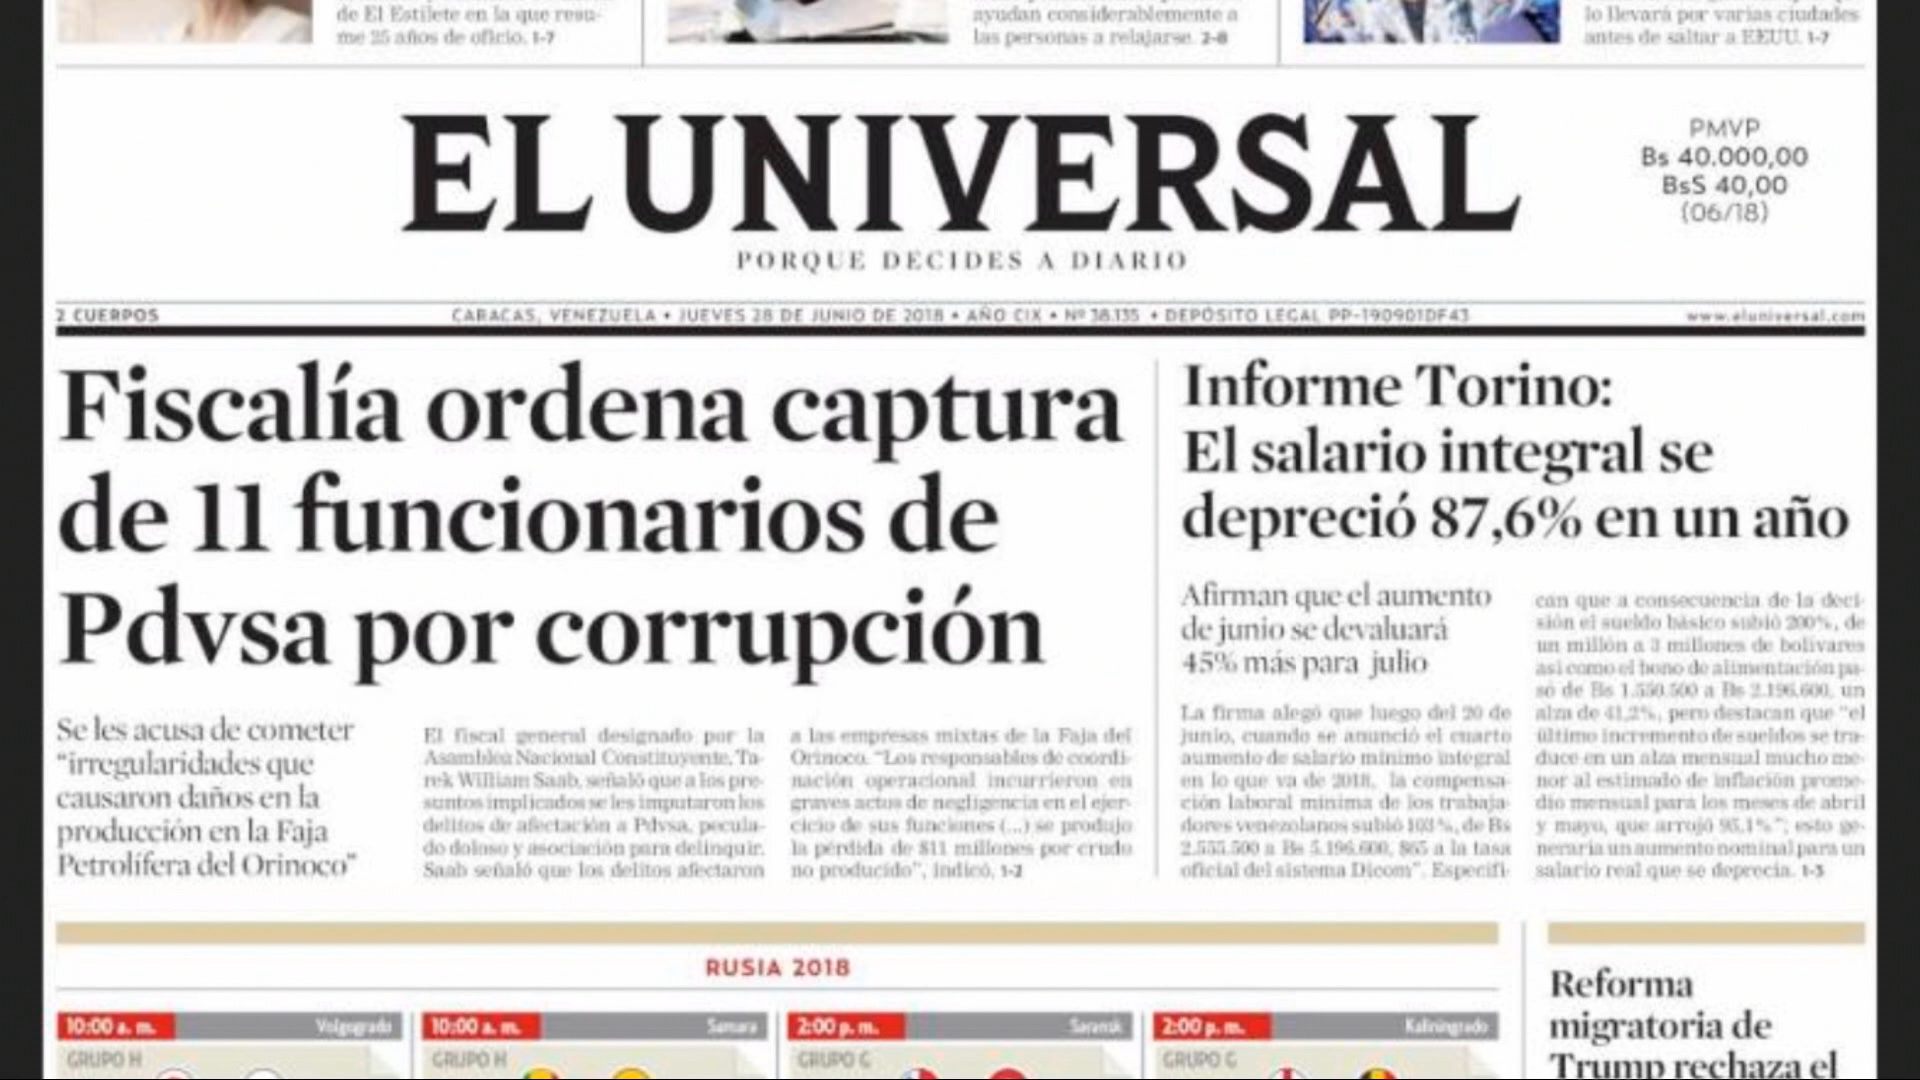 de El Estilete en la que resu-
me 25 años de oficio. 1-7
ayudan considerablemente a
las personas a relajarse. 2-8
lo llevará por varias ciudades
antes de saltar a EEUU. 1-7
EL UNIVERSAL
PORQUE DECIDES A DIARIO
PMVP
Bs 40.000,00
BsS 40,00
(06/18)
2 CUERPOS
CARACAS, VENEZUELA • JUEVES 28 DE JUNIO DE 2018 • AÑO CIX • Nº 38.135 • DEPÓSITO LEGAL PP-190901DF43
www.eluniversal.com
Fiscalía ordena captura
de 11 funcionarios de
Pdvsa por corrupción
Se les acusa de cometer
“irregularidades que
causaron daños en la
producción en la Faja
Petrolífera del Orinoco”
El fiscal general designado por la
Asamblea Nacional Constituyente, Ta-
rek William Saab, señaló que a los pre-
suntos implicados se les imputaron los
delitos de afectación a Pdvsa, pecula-
do doloso y asociación para delinquir.
Saab señaló que los delitos afectaron
a las empresas mixtas de la Faja del
Orinoco. “Los responsables de coordi-
nación operacional incurrieron en
graves actos de negligencia en el ejer-
cicio de sus funciones (...) se produjo
la pérdida de $11 millones por crudo
no producido”, indicó. 1-2
Informe Torino:
El salario integral se
depreció 87,6% en un año
Afirman que el aumento
de junio se devaluará
45% más para julio
La firma alegó que luego del 20 de
junio, cuando se anunció el cuarto
aumento de salario mínimo integral
en lo que va de 2018, la compensa-
ción laboral mínima de los trabaja-
dores venezolanos subió 103%, de Bs
2.555.500 a Bs 5.196.600, $65 a la tasa
oficial del sistema Dicom”. Especifi-
can que a consecuencia de la deci-
sión el sueldo básico subió 200%, de
un millón a 3 millones de bolívares
así como el bono de alimentación pa-
só de Bs 1.550.500 a Bs 2.196.600, un
alza de 41,2%, pero destacan que “el
último incremento de sueldos se tra-
duce en un alza mensual mucho me-
nor al estimado de inflación prome-
dio mensual para los meses de abril
y mayo, que arrojó 95,1%”; esto ge-
neraría un aumento nominal para un
salario real que se deprecia. 1-3
RUSIA 2018
10:00 a. m. Volgogrado
GRUPO H
10:00 a. m. Samara
GRUPO H
2:00 p. m. Saransk
GRUPO G
2:00 p. m. Kaliningrado
GRUPO G
Reforma
migratoria de
Trump rechaza el